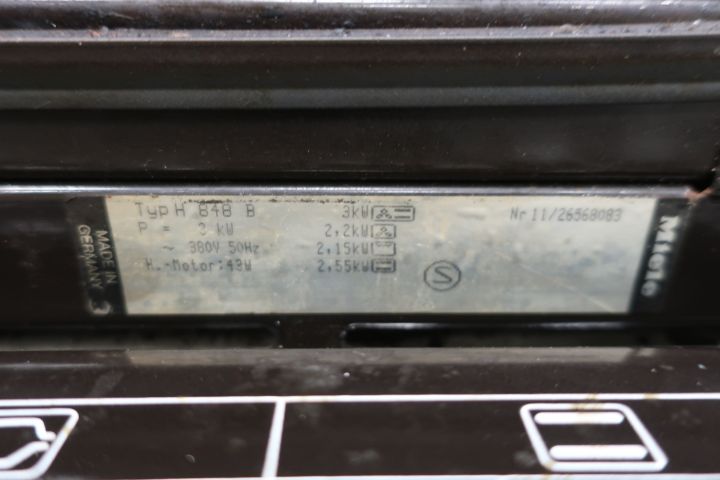 Typ H 848 B 3kW Nr 11/26568083
P = 3 kW 2,2kW
~ 380V 50Hz 2,15kW
H.-Motor:43W 2,55kW
S
MADE IN
GERMANY 3
Miele